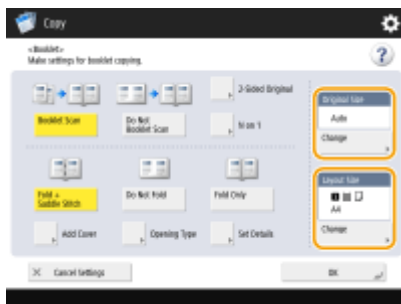 Copy
<Booklet>
Make settings for booklet copying.
?
2-Sided Original
Original Size
Booklet Scan
Do Not
Booklet Scan
N on 1
Auto
Change
Layout Size
Fold +
Saddle Stitch
Do Not Fold
Fold Only
A4
Add Cover
Opening Type
Set Details
Change
Cancel Settings
OK